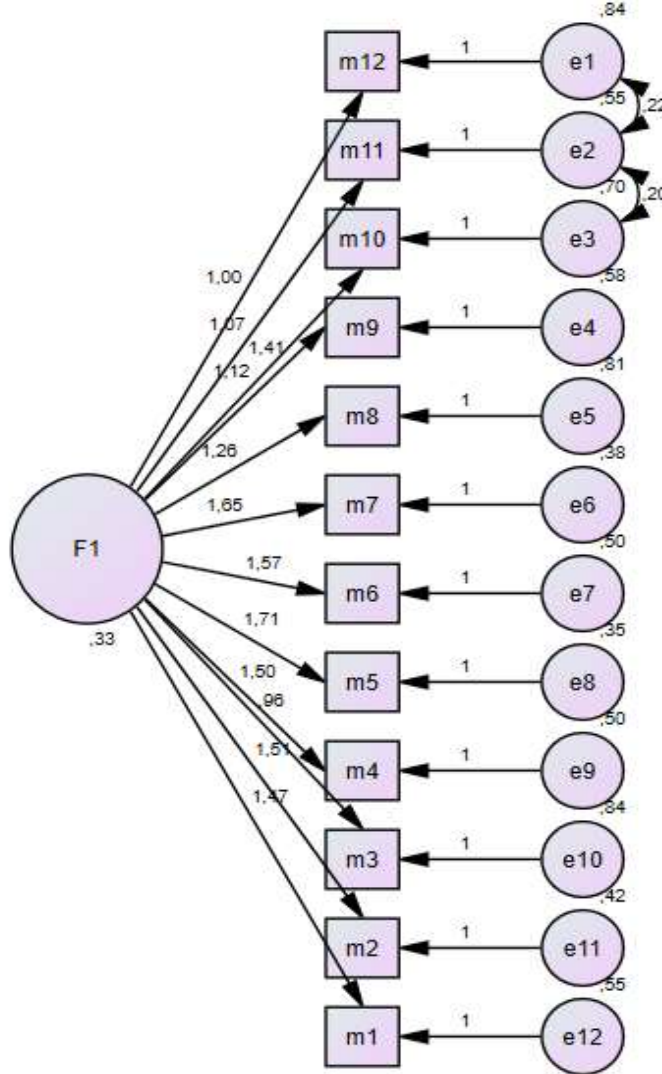 ,84
m12
1
e1
,55
,22
m11
1
e2
,70
,20
m10
1
e3
,58
1,00
1,07
1,41
m9
1
e4
1,12
,81
m8
1
e5
1,26
,38
1,65
m7
1
e6
,50
F1
1,57
m6
1
e7
,33
,35
1,71
m5
1
e8
1,50
,50
,96
1,51
m4
1
e9
1,47
,84
m3
1
e10
,42
m2
1
e11
,55
m1
1
e12